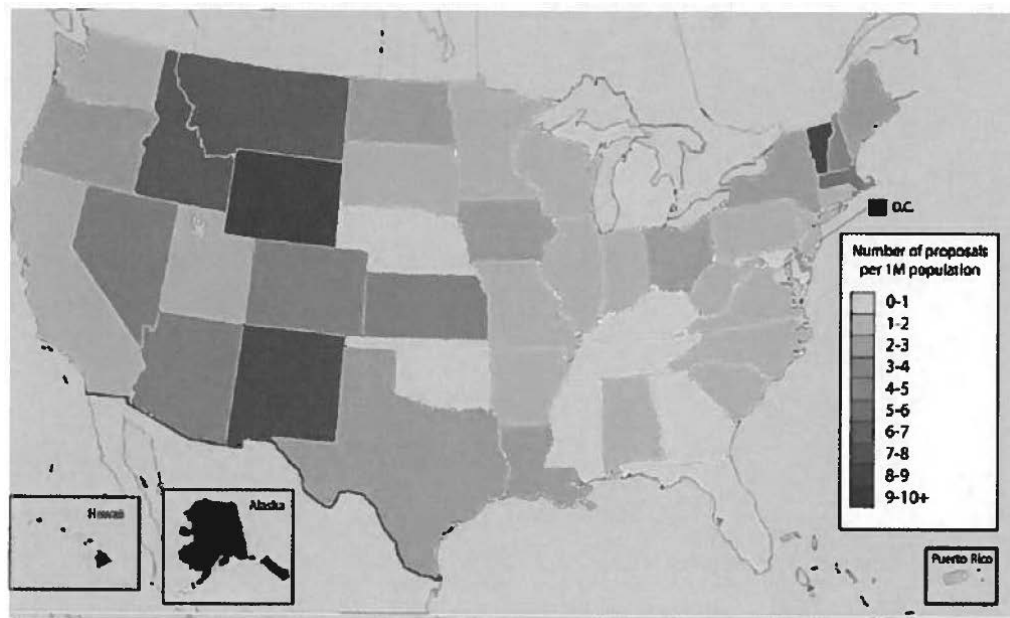 D.C.
Number of proposals
per 1M population
0-1
1-2
2-3
3-4
4-5
5-6
6-7
7-8
8-9
9-10+
Hawaii
Alaska
Puerto Rico